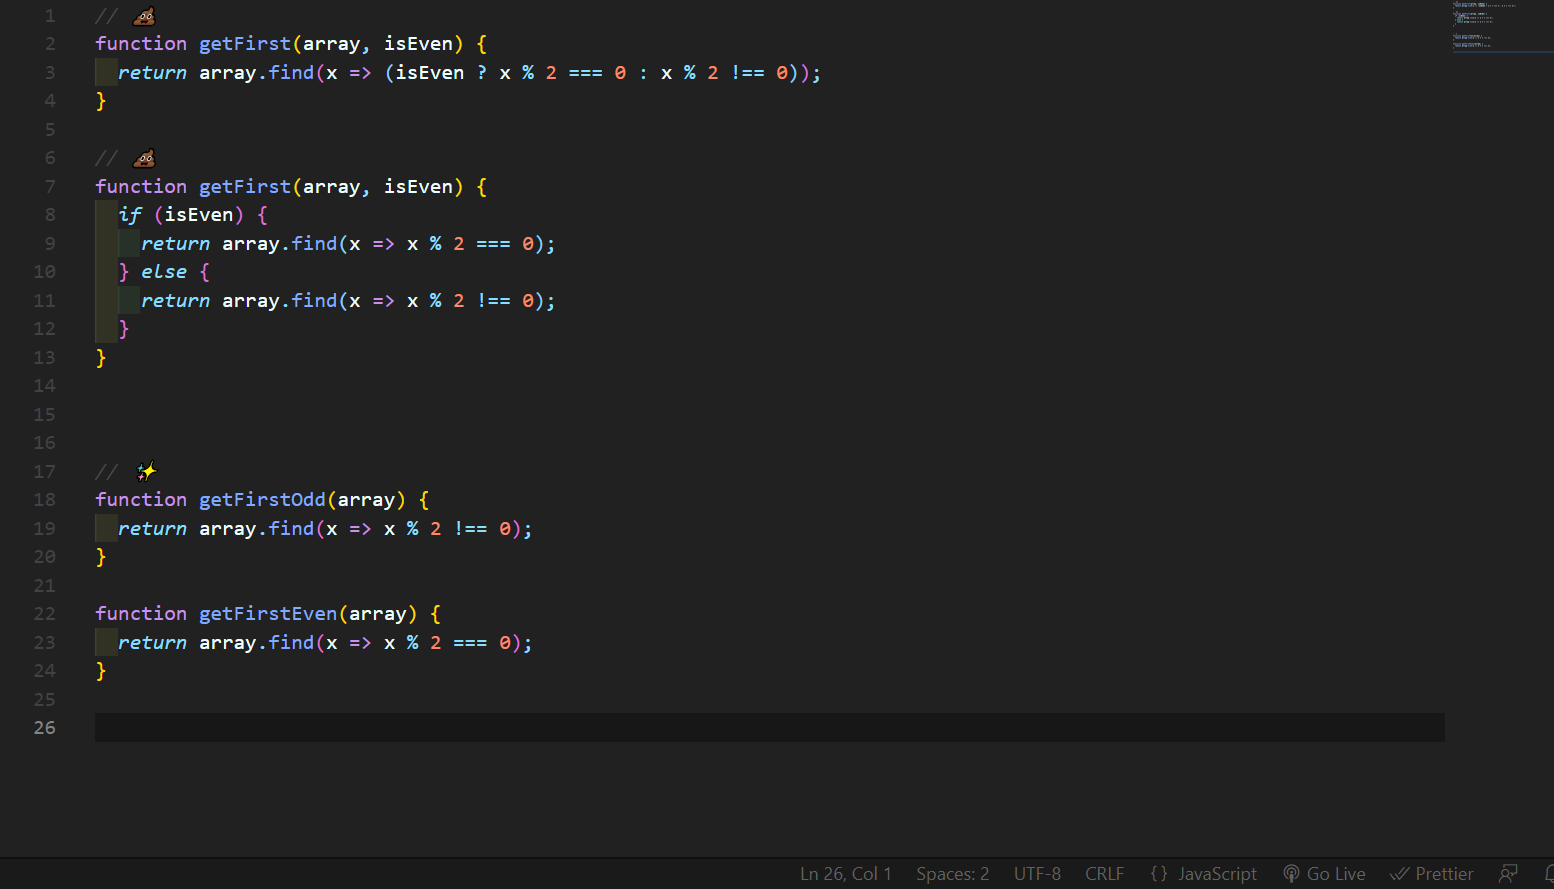 1 // 💩
2 function getFirst(array, isEven) {
3   return array.find(x => (isEven ? x % 2 === 0 : x % 2 !== 0));
4 }
5
6 // 💩
7 function getFirst(array, isEven) {
8   if (isEven) {
9     return array.find(x => x % 2 === 0);
10   } else {
11     return array.find(x => x % 2 !== 0);
12   }
13 }
14
15
16
17 // ✨
18 function getFirstOdd(array) {
19   return array.find(x => x % 2 !== 0);
20 }
21
22 function getFirstEven(array) {
23   return array.find(x => x % 2 === 0);
24 }
25
26
Ln 26, Col 1 Spaces: 2 UTF-8 CRLF {} JavaScript Go Live Prettier